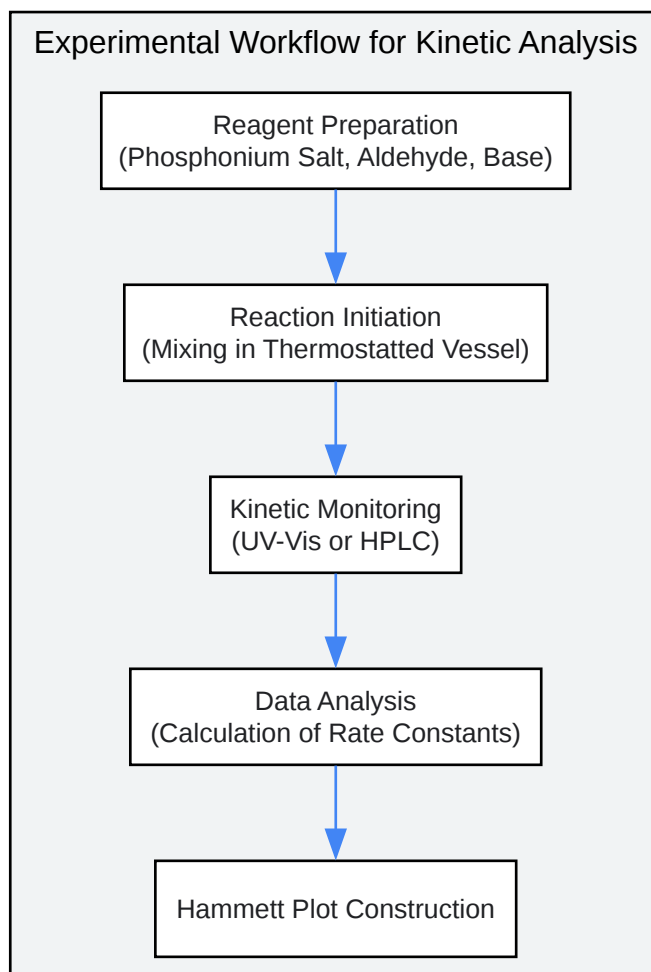 Experimental Workflow for Kinetic Analysis
Reagent Preparation
(Phosphonium Salt, Aldehyde, Base)
Reaction Initiation
(Mixing in Thermostatted Vessel)
Kinetic Monitoring
(UV-Vis or HPLC)
Data Analysis
(Calculation of Rate Constants)
Hammett Plot Construction